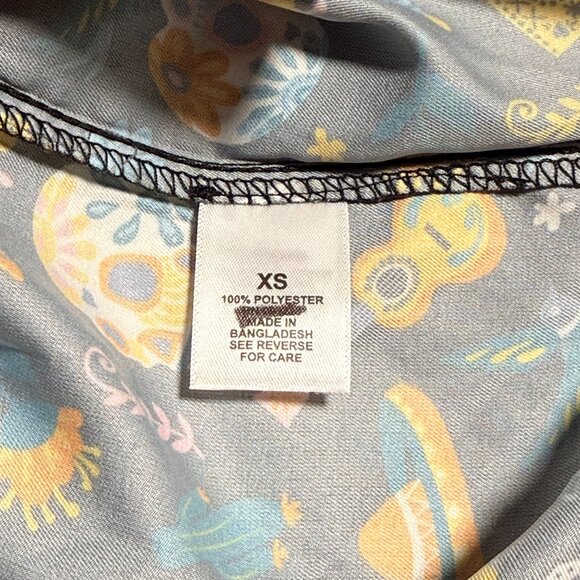 XS
100% POLYESTER
MADE IN
BANGLADESH
SEE REVERSE
FOR CARE